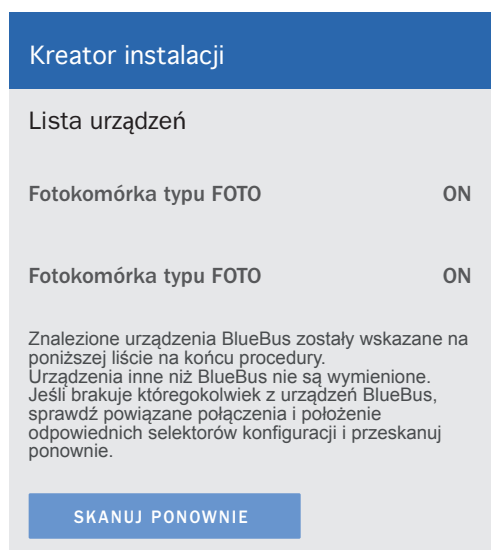 Kreator instalacji
Lista urządzeń
Fotokomórka typu FOTO ON
Fotokomórka typu FOTO ON
Znalezione urządzenia BlueBus zostały wskazane na
poniższej liście na końcu procedury.
Urządzenia inne niż BlueBus nie są wymienione.
Jeśli brakuje któregokolwiek z urządzeń BlueBus,
sprawdź powiązane połączenia i położenie
odpowiednich selektorów konfiguracji i przeskanuj
ponownie.
SKANUJ PONOWNIE